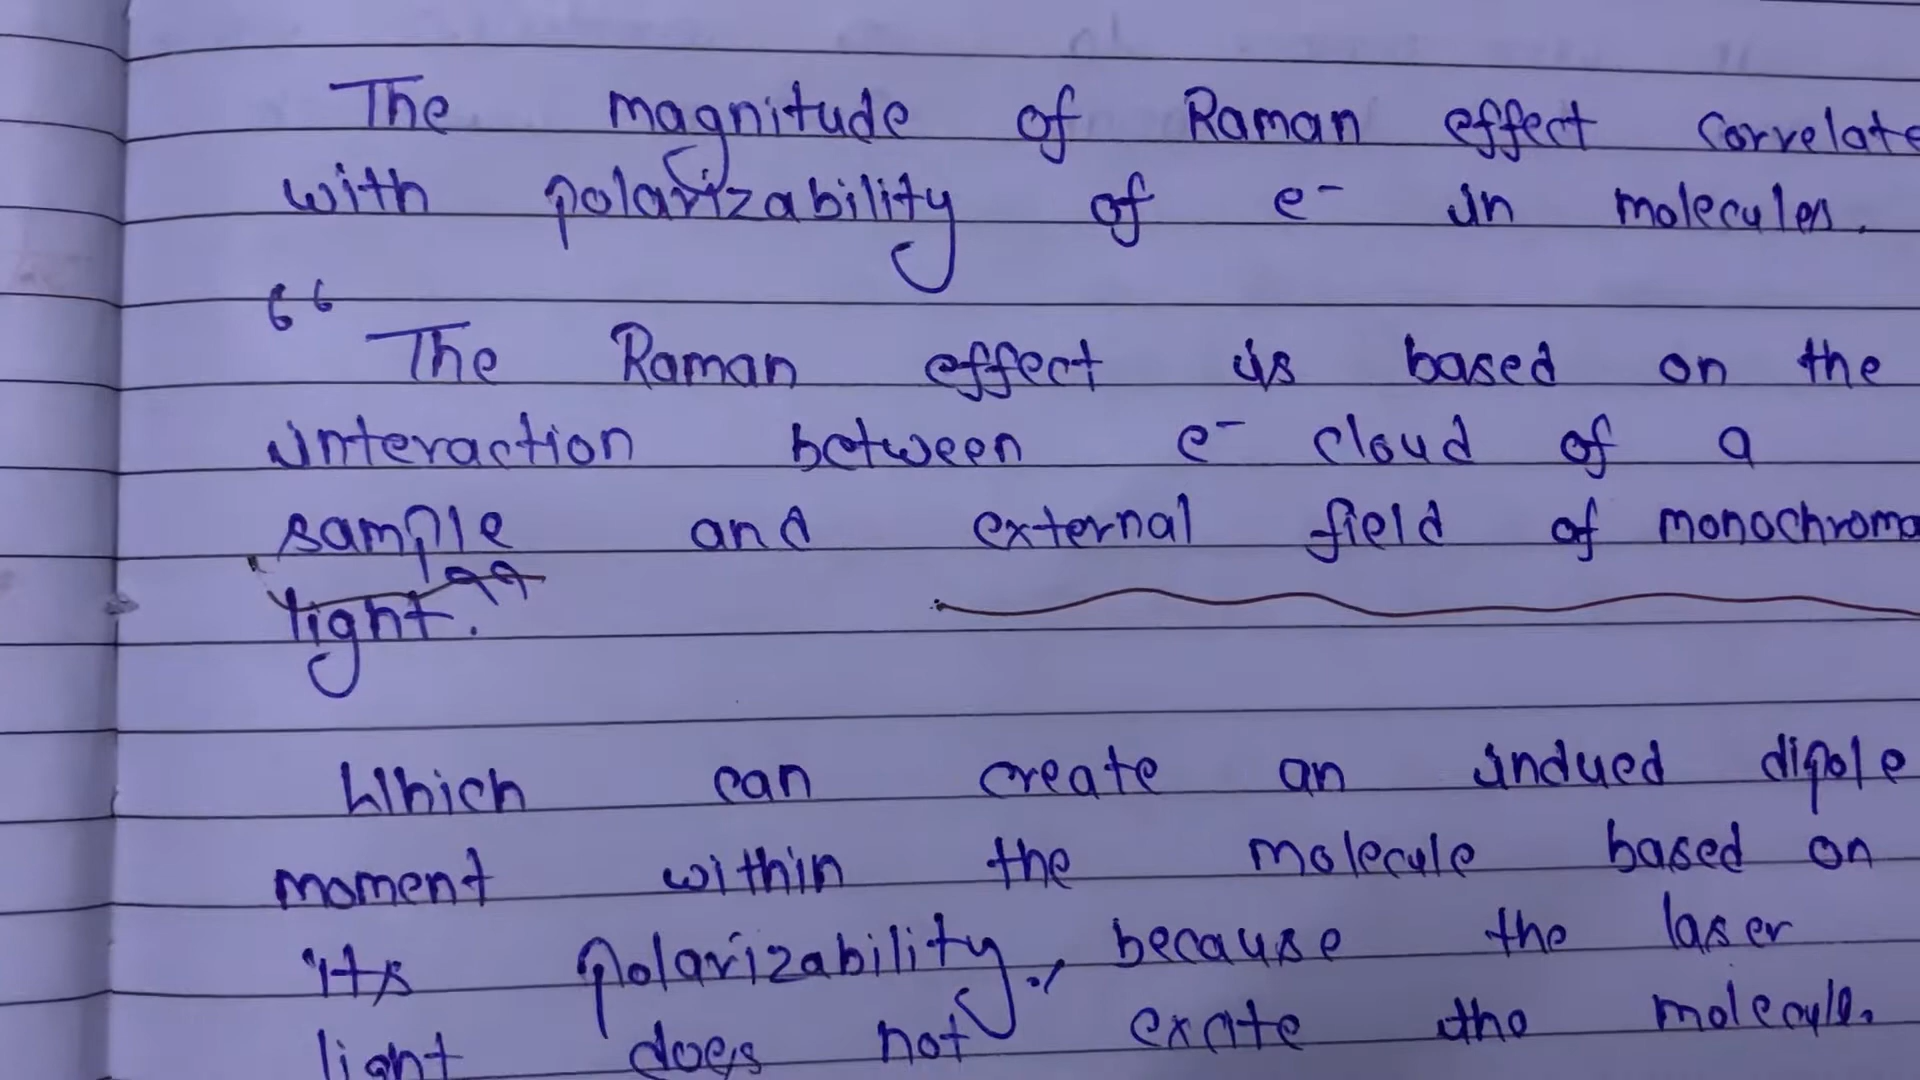 The magnitude of Raman effect correlate
with polarizability of e⁻ in molecules.
“The Raman effect is based on the
interaction between e⁻ cloud of a
sample and external field of monochroma
light.”
Which can create an indued dipole
moment within the molecule based on
its polarizability, because the laser
light does not excite the molecule.